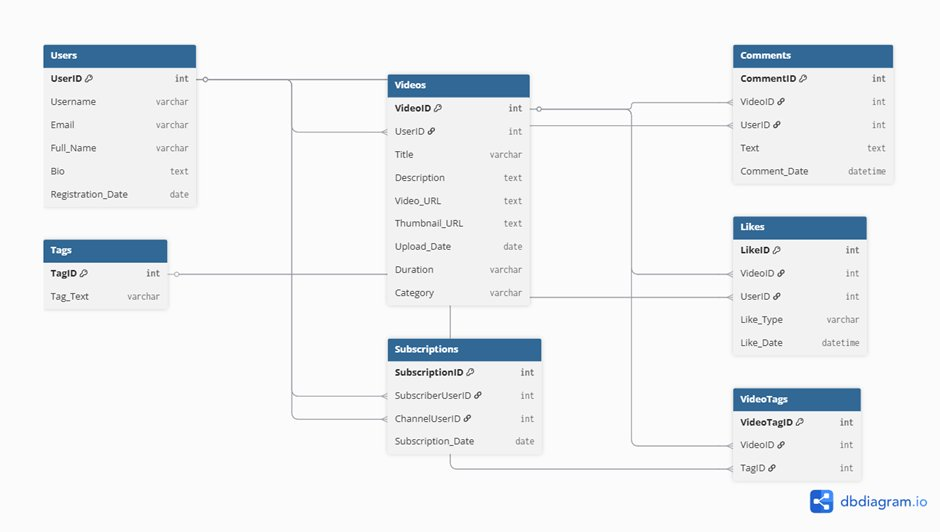 Users
UserID int
Username varchar
Email varchar
Full_Name varchar
Bio text
Registration_Date date
Tags
TagID int
Tag_Text varchar
Videos
VideoID int
UserID int
Title varchar
Description text
Video_URL text
Thumbnail_URL text
Upload_Date date
Duration varchar
Category varchar
Subscriptions
SubscriptionID int
SubscriberUserID int
ChannelUserID int
Subscription_Date date
Comments
CommentID int
VideoID int
UserID int
Text text
Comment_Date datetime
Likes
LikeID int
VideoID int
UserID int
Like_Type varchar
Like_Date datetime
VideoTags
VideoTagID int
VideoID int
TagID int
dbdiagram.io